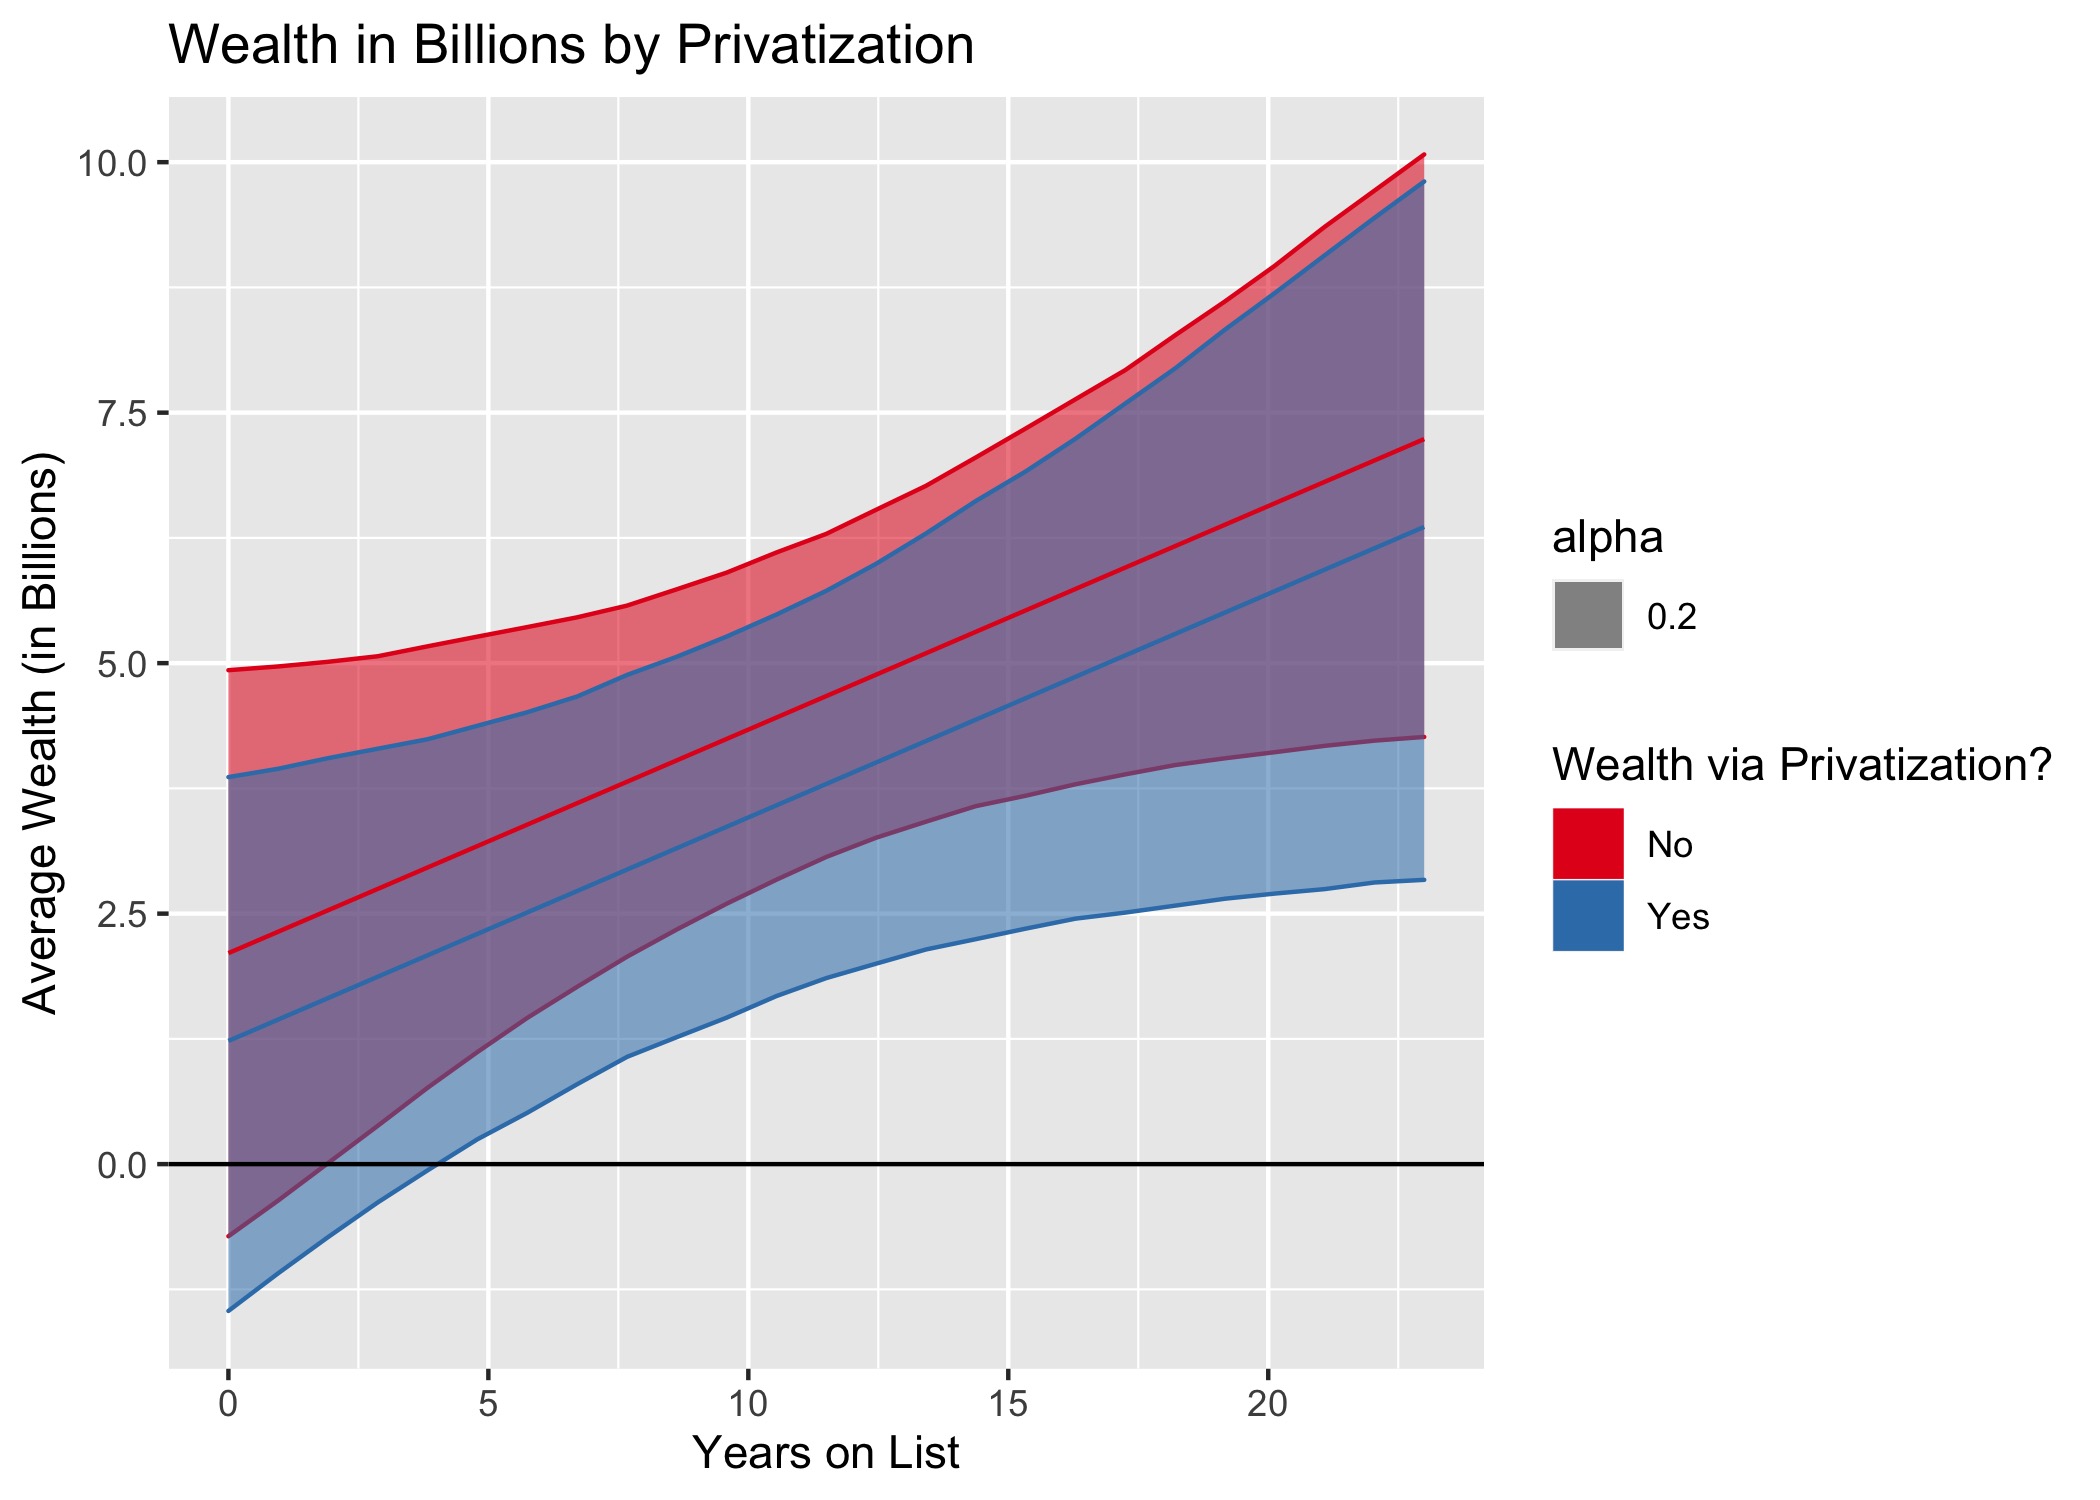 Wealth in Billions by Privatization
Average Wealth (in Billions)
10.0
7.5
5.0
2.5
0.0
0
5
10
15
20
Years on List
alpha
0.2
Wealth via Privatization?
No
Yes